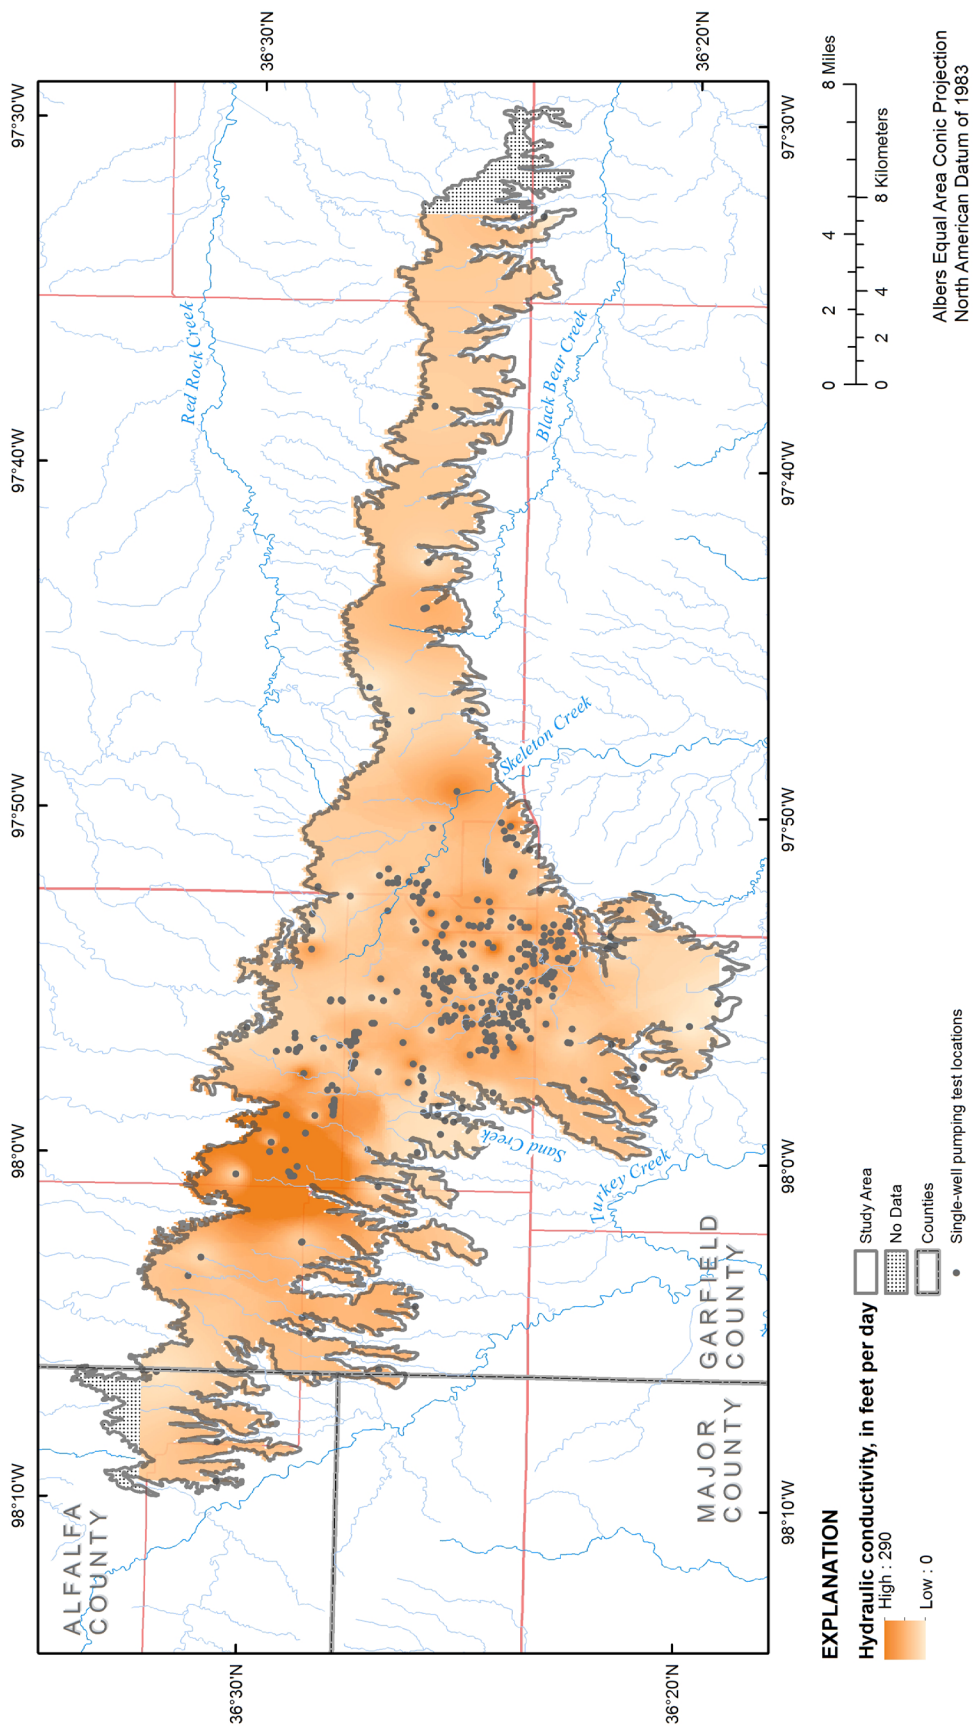 98°10'W
98°0'W
97°50'W
97°40'W
97°30'W
36°30'N
36°30'N
36°20'N
36°20'N
98°10'W
98°0'W
97°50'W
97°40'W
97°30'W
ALFALFA
COUNTY
MAJOR
COUNTY
GARFIELD
COUNTY
Red Rock Creek
Black Bear Creek
Skeleton Creek
Sand Creek
Turkey Creek
EXPLANATION
Hydraulic conductivity, in feet per day
High : 290
Low : 0
Study Area
No Data
Counties
Single-well pumping test locations
0 2 4 8 Miles
0 2 4 8 Kilometers
Albers Equal Area Conic Projection
North American Datum of 1983